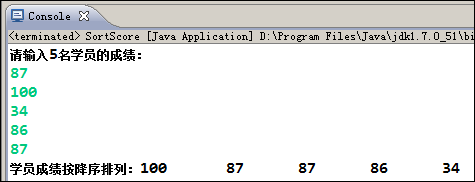 Console
<terminated> SortScore [Java Application] D:\Program Files\Java\jdk1.7.0_51\bi
请输入5名学员的成绩：
87
100
34
86
87
学员成绩按降序排列：100 87 87 86 34